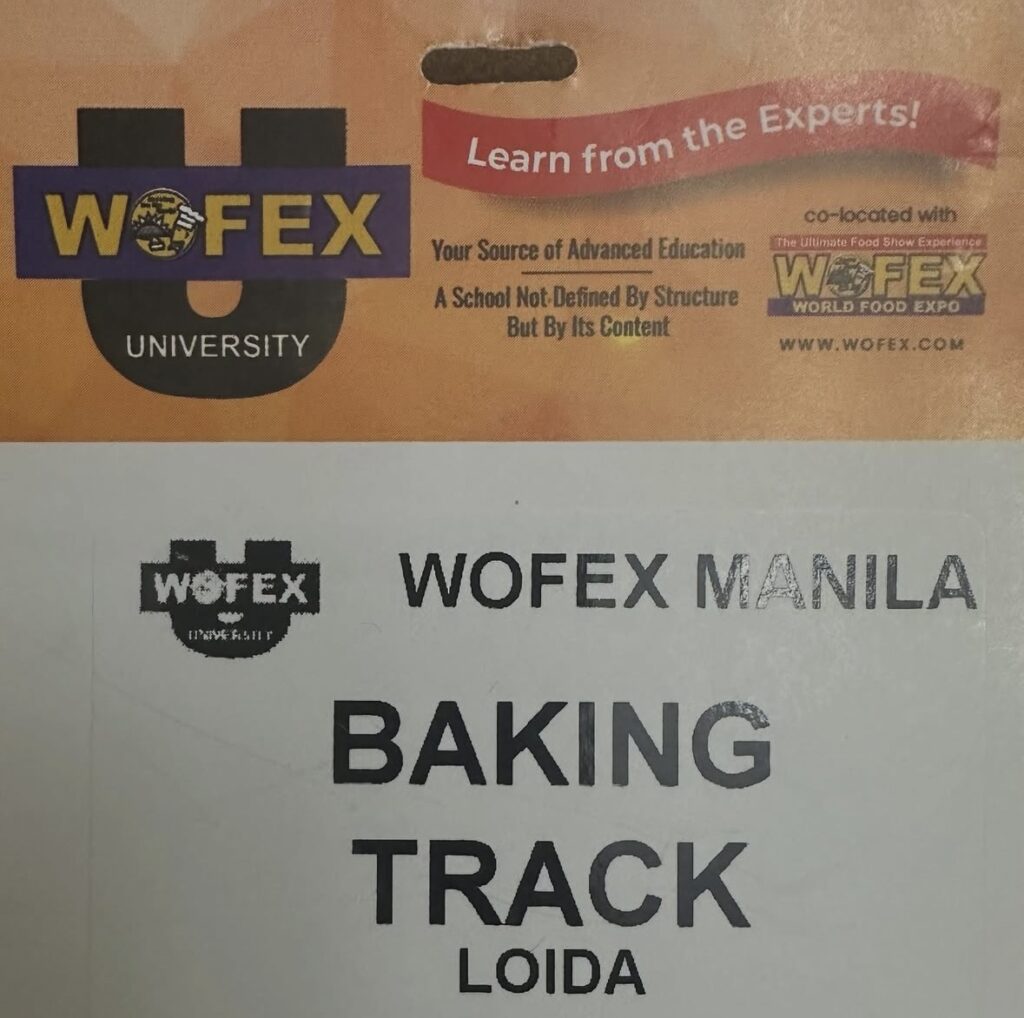 WOFEX
UNIVERSITY
Learn from the Experts!
Your Source of Advanced Education
A School Not Defined By Structure
But By Its Content
co-located with
The Ultimate Food Show Experience
WOFEX
WORLD FOOD EXPO
WWW.WOFEX.COM
WOFEX
UNIVERSITY
WOFEX MANILA
BAKING
TRACK
LOIDA